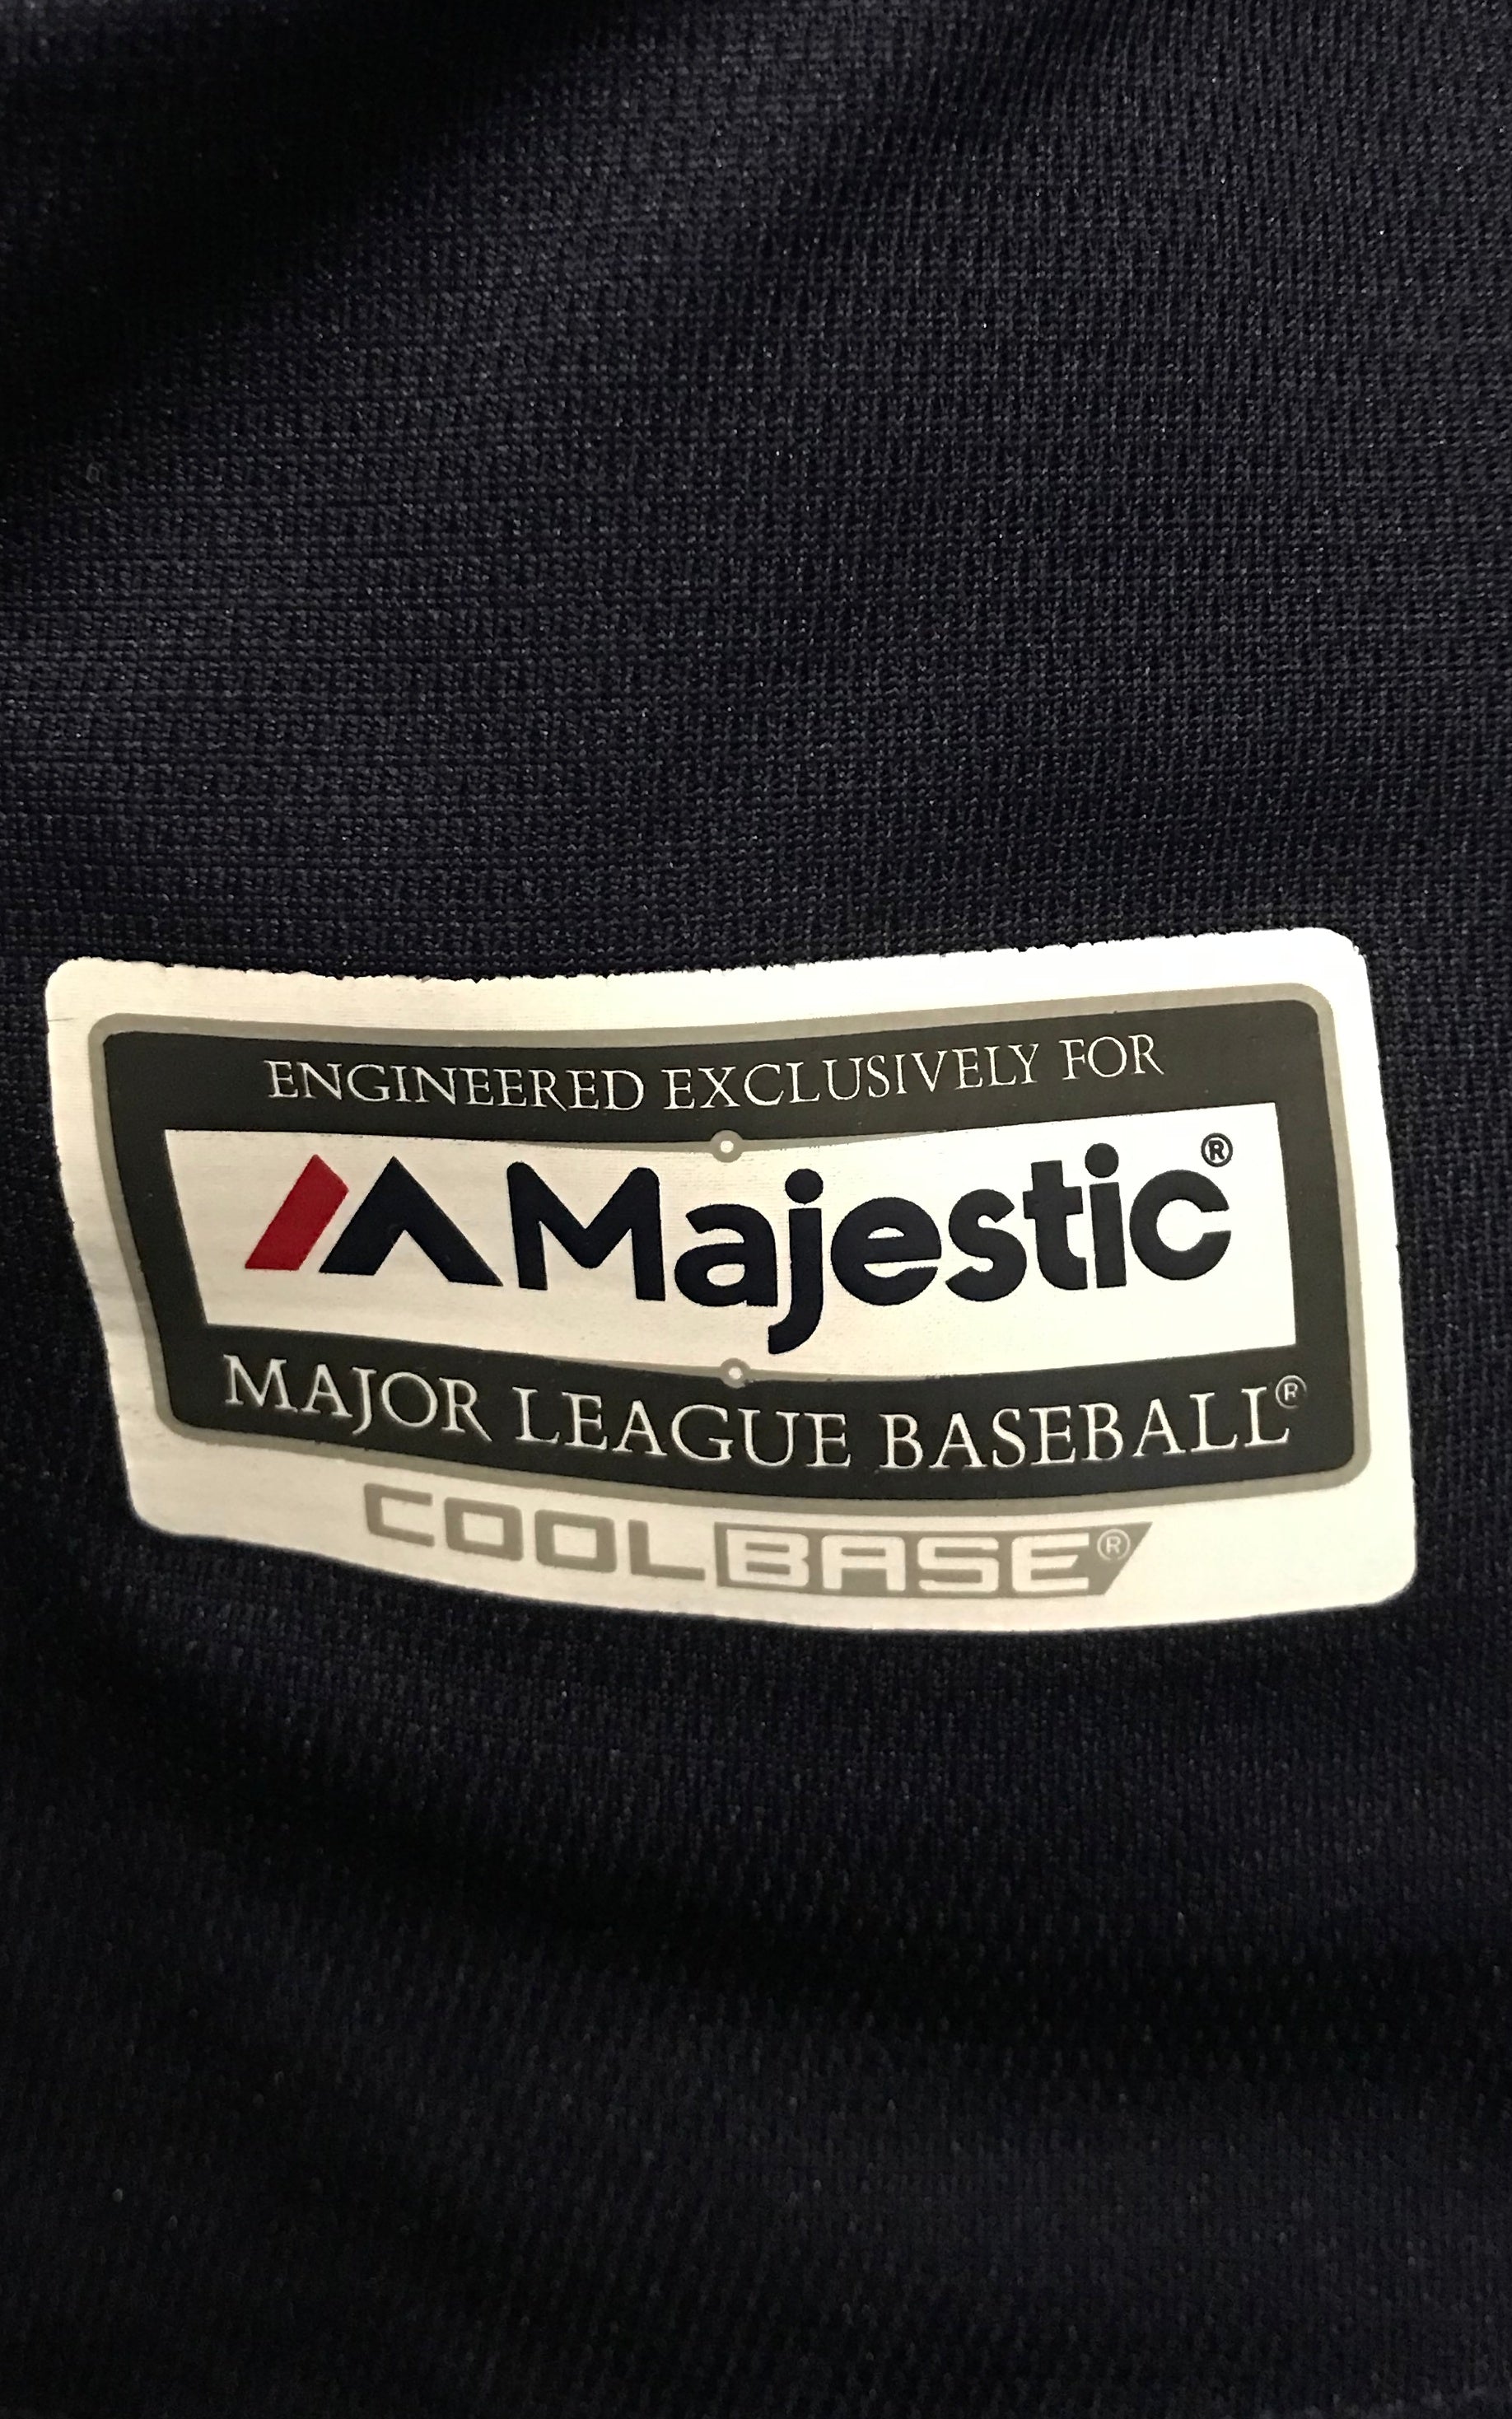 ENGINEERED EXCLUSIVELY FOR
Majestic®
MAJOR LEAGUE BASEBALL®
COOLBASE®